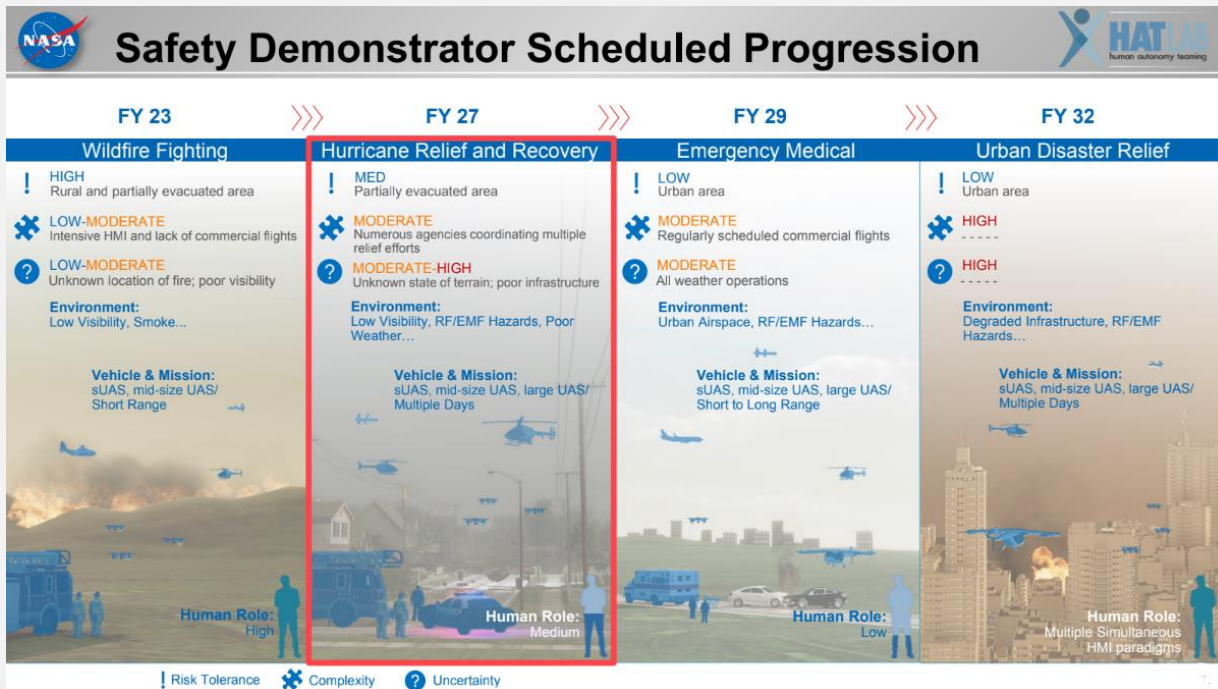 NASA
Safety Demonstrator Scheduled Progression
HAT LAB
human autonomy teaming
FY 23
FY 27
FY 29
FY 32
Wildfire Fighting
! HIGH
Rural and partially evacuated area
LOW-MODERATE
Intensive HMI and lack of commercial flights
? LOW-MODERATE
Unknown location of fire; poor visibility
Environment:
Low Visibility, Smoke...
Vehicle & Mission:
sUAS, mid-size UAS/
Short Range
Human Role:
High
Hurricane Relief and Recovery
! MED
Partially evacuated area
MODERATE
Numerous agencies coordinating multiple
relief efforts
? MODERATE-HIGH
Unknown state of terrain; poor infrastructure
Environment:
Low Visibility, RF/EMF Hazards, Poor
Weather...
Vehicle & Mission:
sUAS, mid-size UAS, large UAS/
Multiple Days
Human Role:
Medium
Emergency Medical
! LOW
Urban area
MODERATE
Regularly scheduled commercial flights
? MODERATE
All weather operations
Environment:
Urban Airspace, RF/EMF Hazards...
Vehicle & Mission:
sUAS, mid-size UAS, large UAS/
Short to Long Range
Human Role:
Low
Urban Disaster Relief
! LOW
Urban area
HIGH
- - - - -
? HIGH
- - - - -
Environment:
Degraded Infrastructure, RF/EMF
Hazards...
Vehicle & Mission:
sUAS, mid-size UAS, large UAS/
Multiple Days
Human Role:
Multiple Simultaneous
HMI paradigms
! Risk Tolerance
Complexity
? Uncertainty